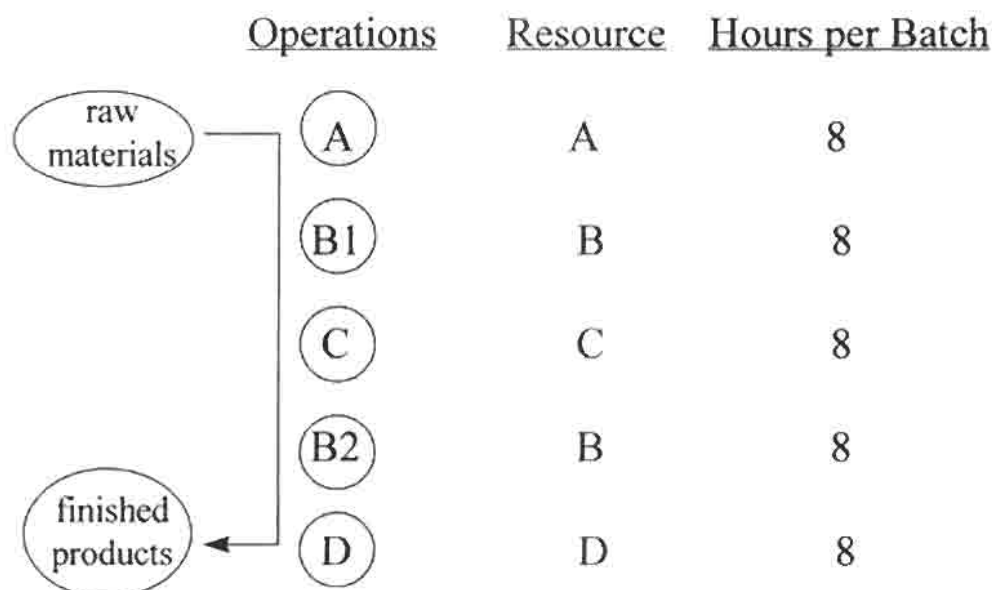 Operations Resource Hours per Batch
raw
materials
A A 8
B1 B 8
C C 8
B2 B 8
finished
products
D D 8